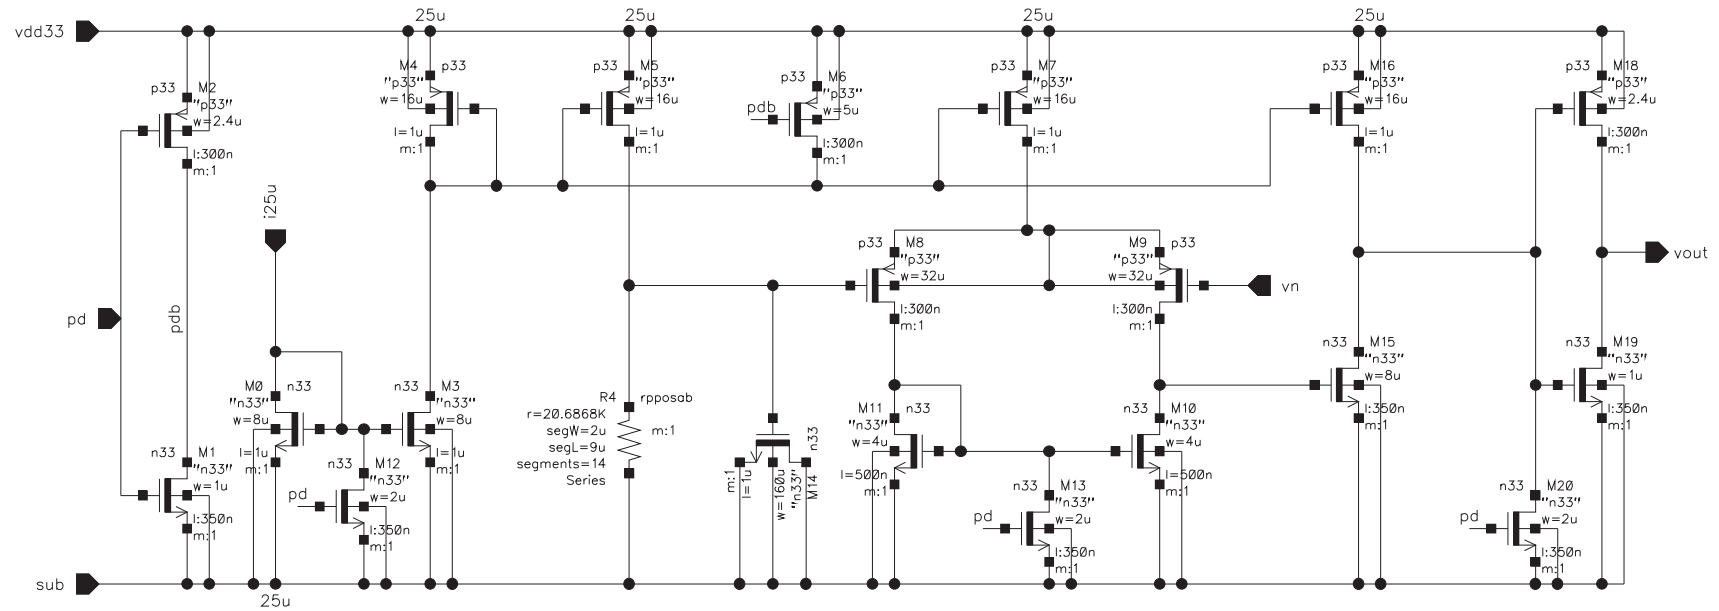 25u
25u
25u
25u
vdd33
p33
M2
"p33"
w=2.4u
l:300n
m:1
M4
p33
"p33"
w=16u
l=1u
m:1
p33
M5
"p33"
w=16u
l=1u
m:1
p33
M6
"p33"
w=5u
pdb
l:300n
m:1
p33
M7
"p33"
w=16u
l=1u
m:1
p33
M16
"p33"
w=16u
l=1u
m:1
p33
M18
"p33"
w=2.4u
l:300n
m:1
i25u
pd
pdb
p33
M8
"p33"
w=32u
l:300n
m:1
M9
p33
"p33"
w=32u
l:300n
m:1
vn
vout
M0
n33
"n33"
w=8u
l=1u
m:1
n33
M3
"n33"
w=8u
l=1u
m:1
R4
rpposab
r=20.6868K
segW=2u
m:1
segL=9u
segments=14
Series
n33
M15
"n33"
w=8u
l:350n
m:1
n33
M19
"n33"
w=1u
l:350n
m:1
M11
n33
"n33"
w=4u
l=500n
m:1
n33
M10
"n33"
w=4u
l=500n
m:1
n33
M1
"n33"
w=1u
l:350n
m:1
n33
M12
"n33"
w=2u
pd
l:350n
m:1
m:1
l=1u
w=160u
"n33"
M14
n33
n33
M13
"n33"
w=2u
pd
l:350n
m:1
n33
M20
"n33"
w=2u
pd
l:350n
m:1
sub
25u